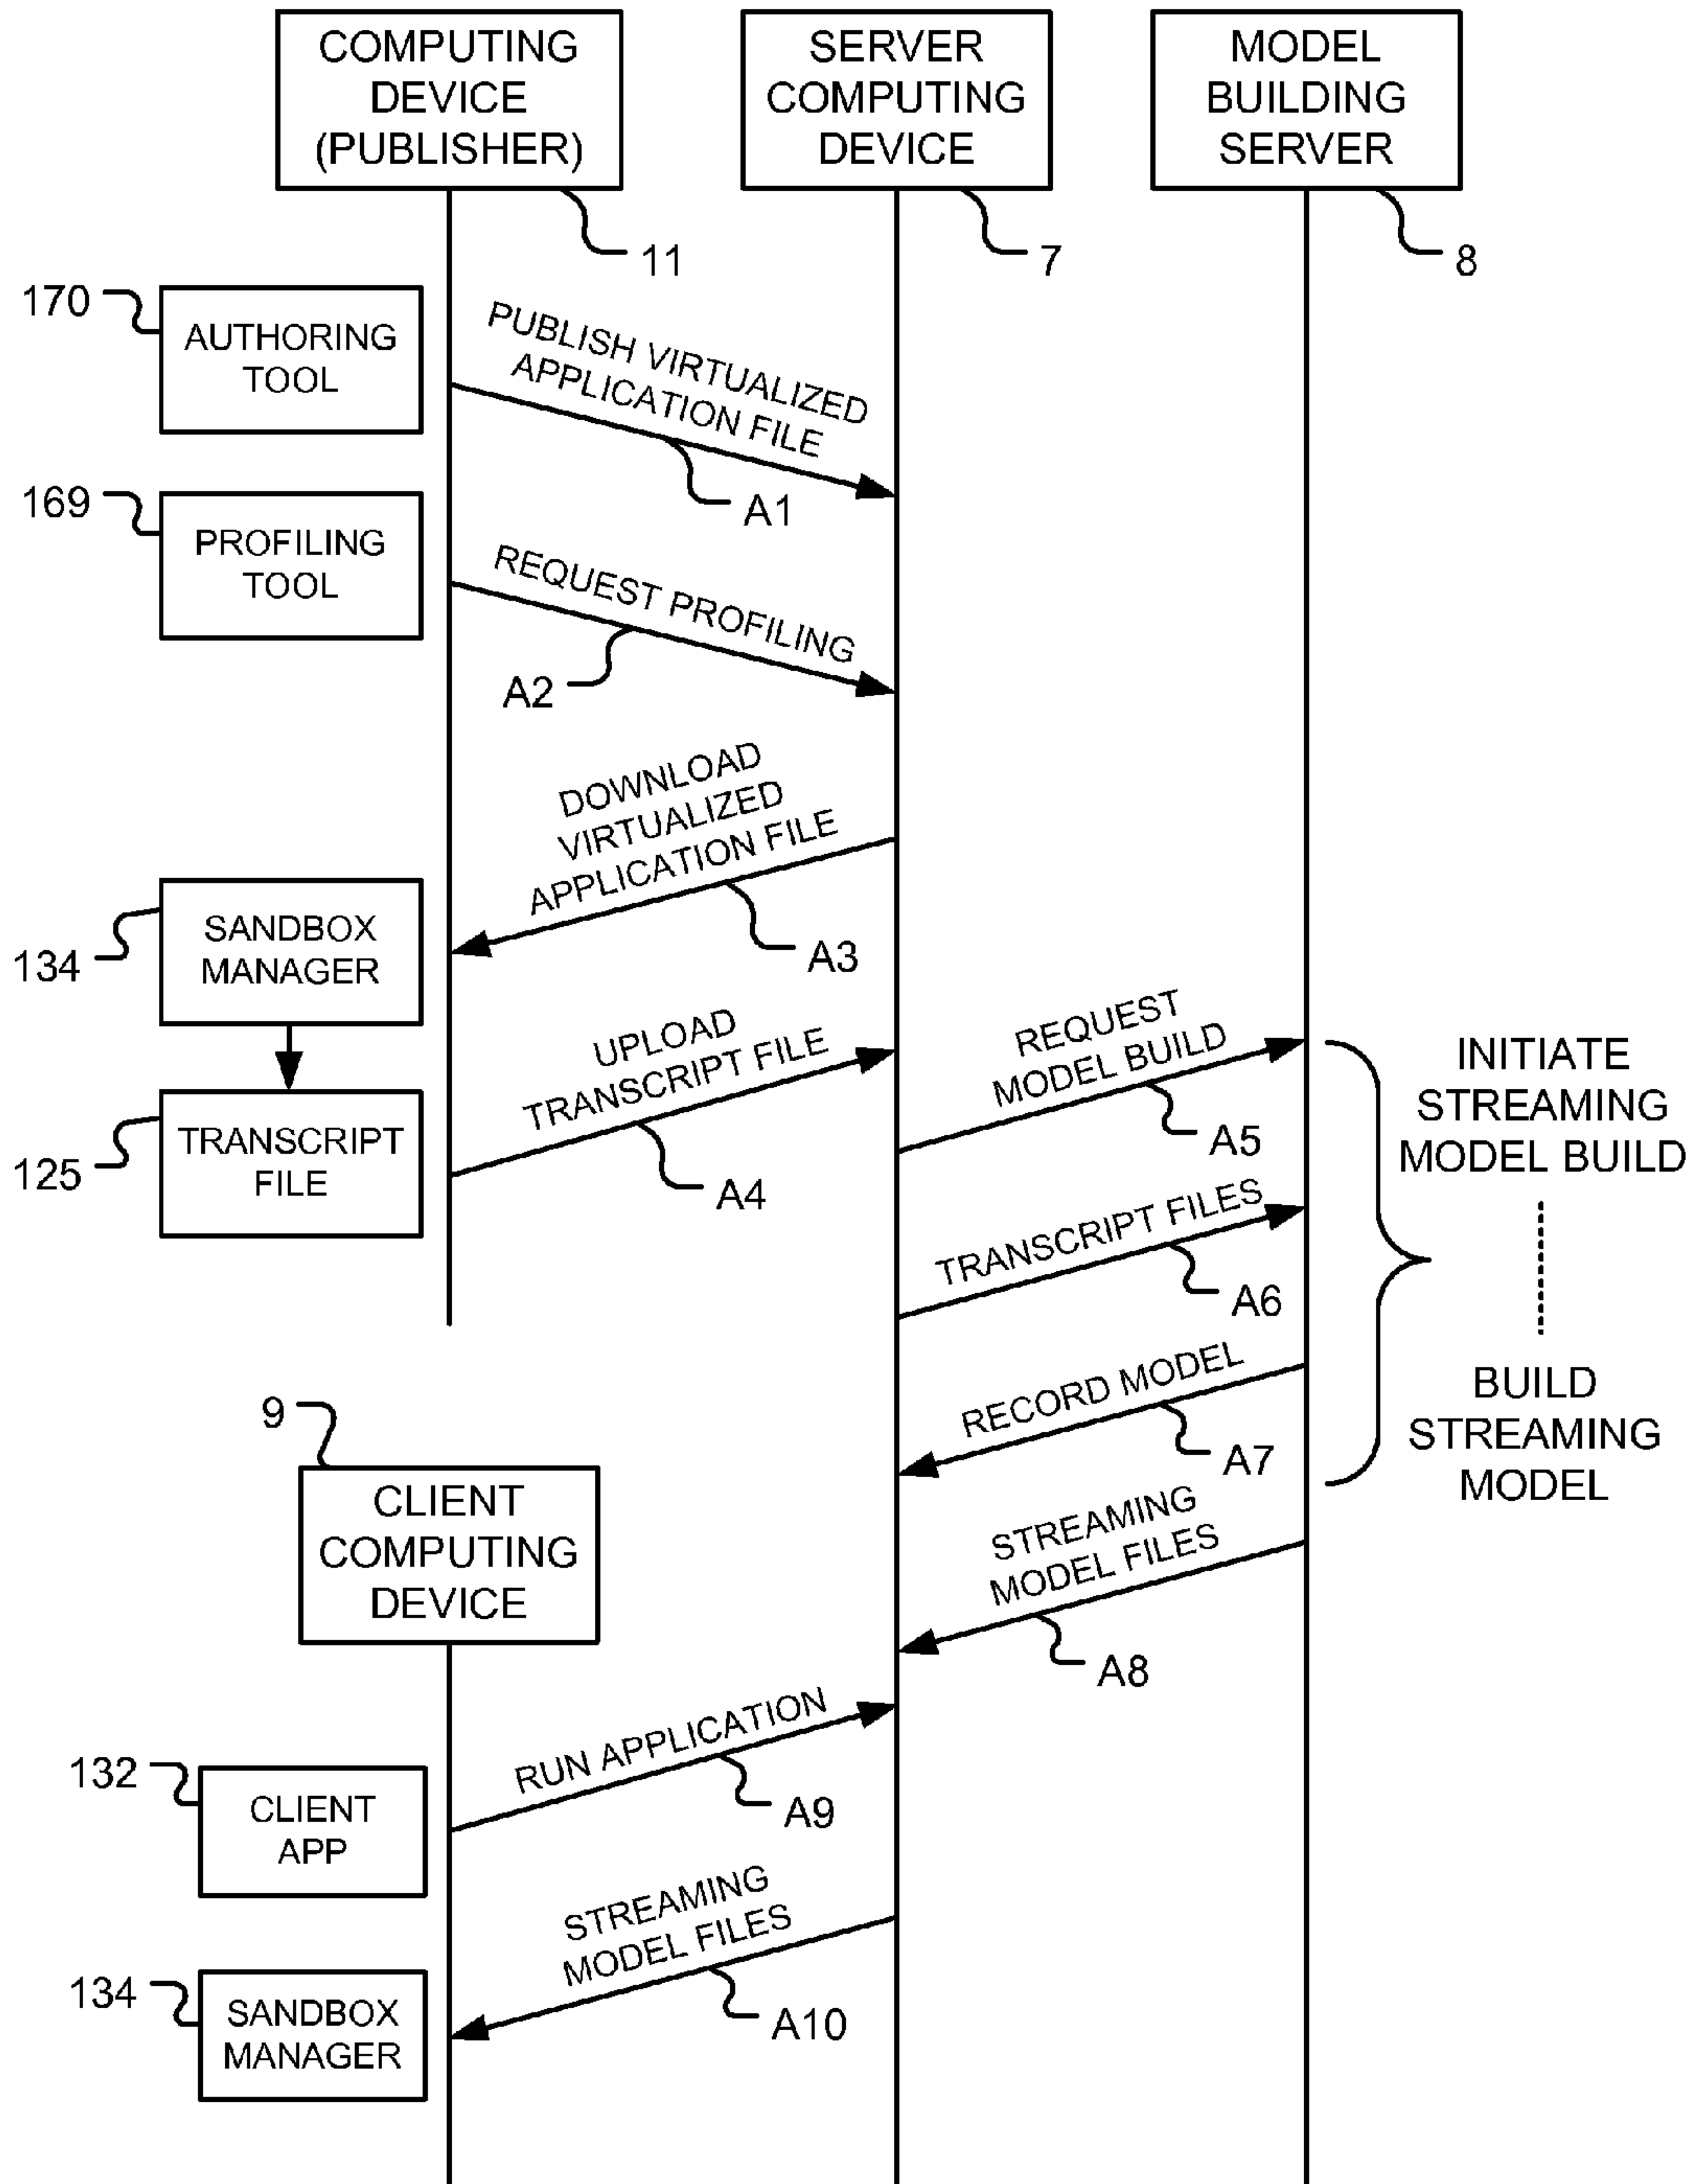 COMPUTING
DEVICE
(PUBLISHER)
SERVER
COMPUTING
DEVICE
MODEL
BUILDING
SERVER
11
7
8
170
AUTHORING
TOOL
PUBLISH VIRTUALIZED
APPLICATION FILE
A1
169
PROFILING
TOOL
REQUEST PROFILING
A2
DOWNLOAD
VIRTUALIZED
APPLICATION FILE
A3
134
SANDBOX
MANAGER
UPLOAD
TRANSCRIPT FILE
A4
125
TRANSCRIPT
FILE
REQUEST
MODEL BUILD
A5
INITIATE
STREAMING
MODEL BUILD
TRANSCRIPT FILES
A6
RECORD MODEL
A7
BUILD
STREAMING
MODEL
9
CLIENT
COMPUTING
DEVICE
STREAMING
MODEL FILES
A8
RUN APPLICATION
A9
132
CLIENT
APP
STREAMING
MODEL FILES
A10
134
SANDBOX
MANAGER